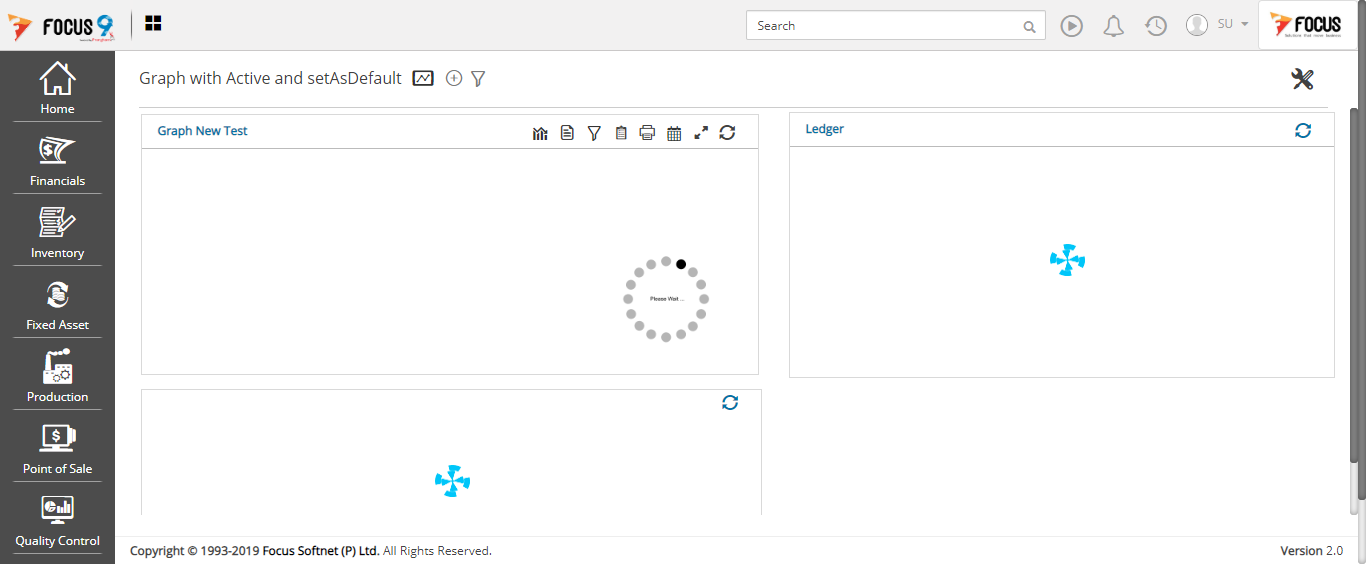 FOCUS 9
Search
SU
FOCUS
Graph with Active and setAsDefault
Home
Financials
Inventory
Fixed Asset
Production
Point of Sale
Quality Control
Graph New Test
Ledger
Please Wait ...
Copyright © 1993-2019 Focus Softnet (P) Ltd. All Rights Reserved.
Version 2.0